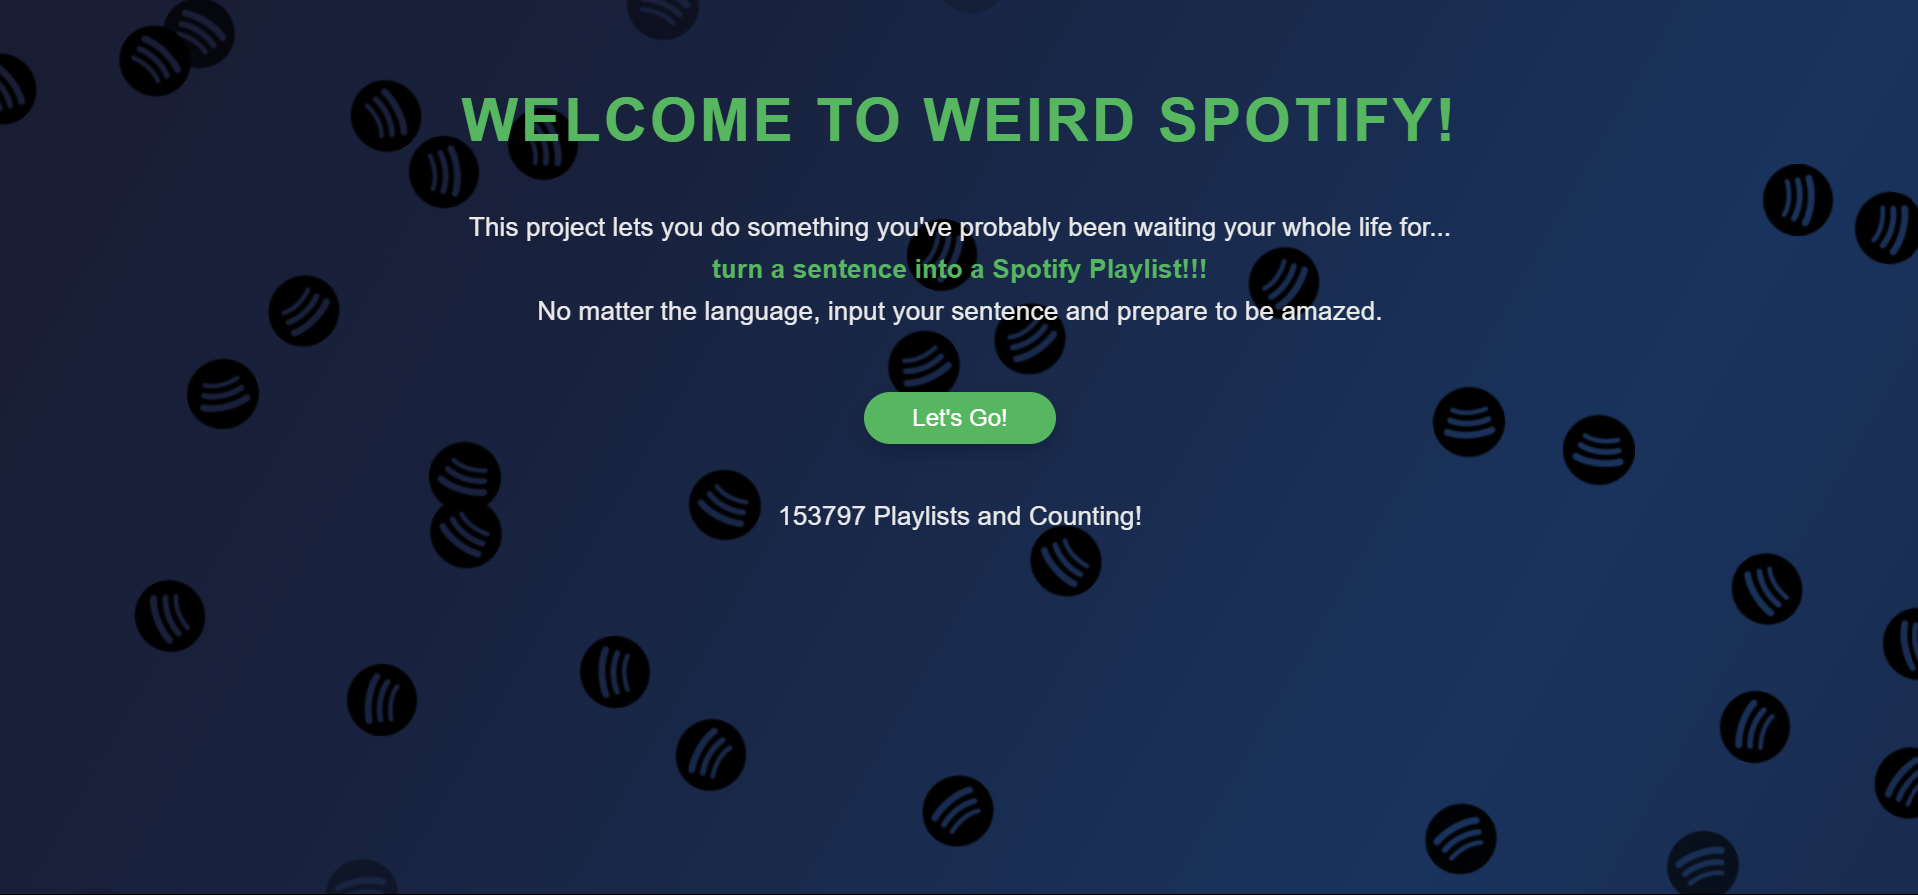 WELCOME TO WEIRD SPOTIFY!
This project lets you do something you've probably been waiting your whole life for...
turn a sentence into a Spotify Playlist!!!
No matter the language, input your sentence and prepare to be amazed.
Let's Go!
153797 Playlists and Counting!